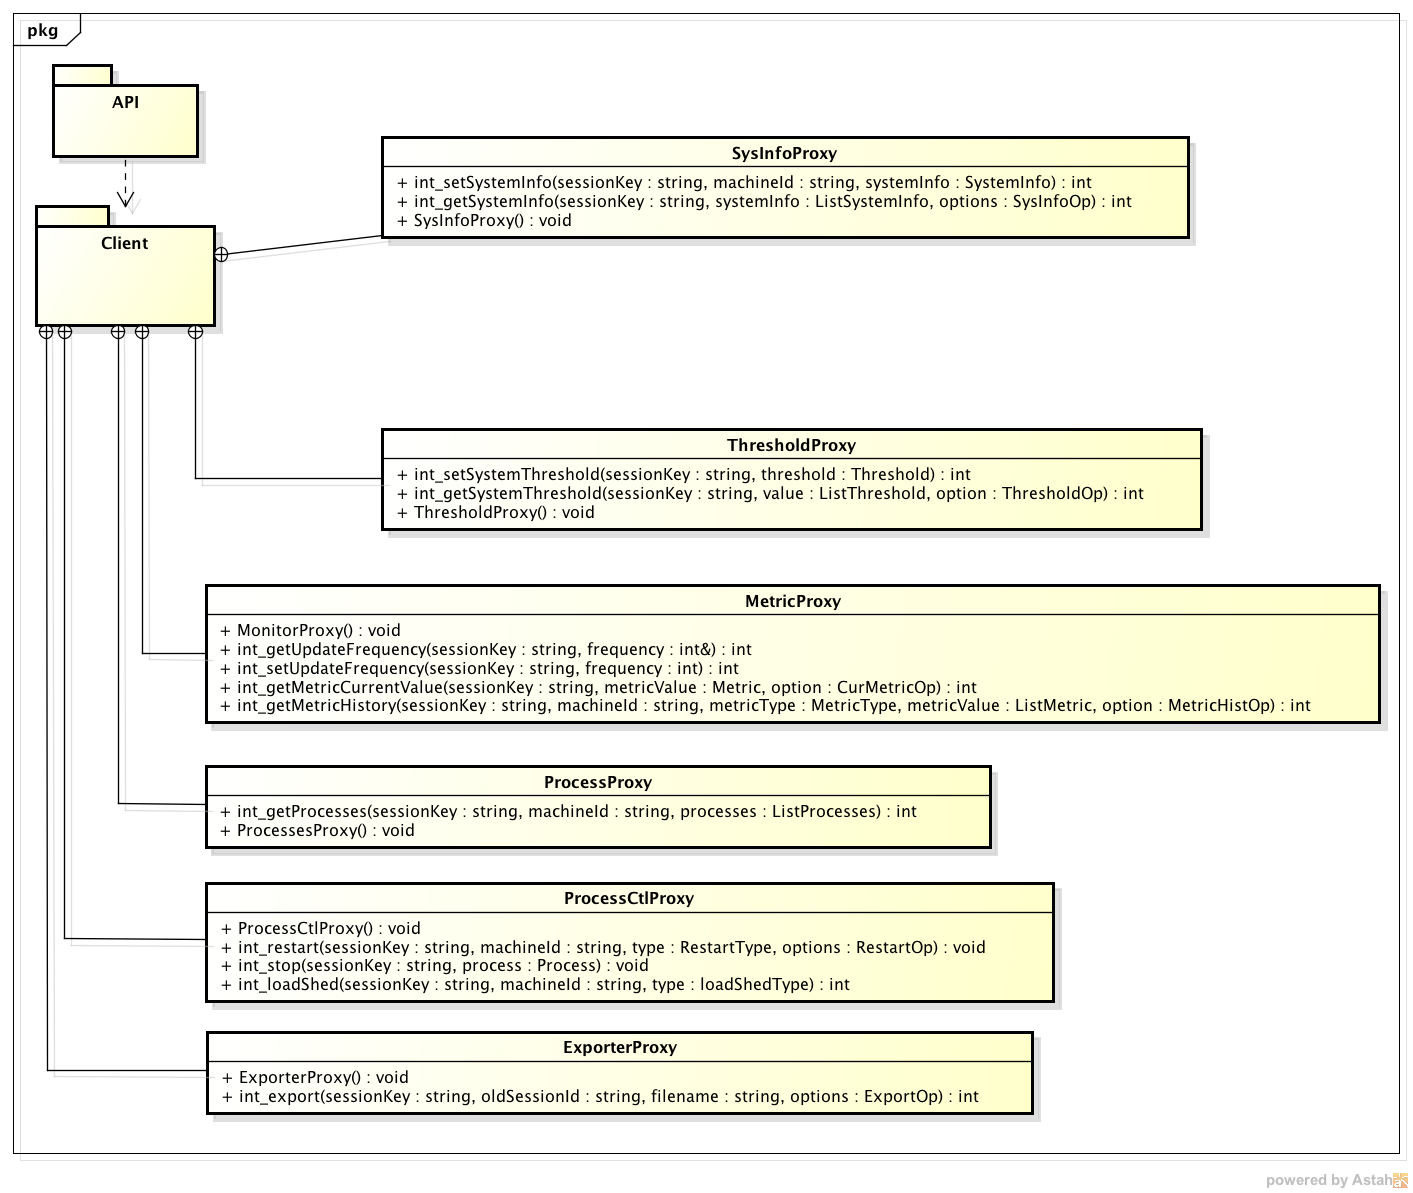 pkg
API
Client
SysInfoProxy
+ int_setSystemInfo(sessionKey : string, machineId : string, systemInfo : SystemInfo) : int
+ int_getSystemInfo(sessionKey : string, systemInfo : ListSystemInfo, options : SysInfoOp) : int
+ SysInfoProxy() : void
ThresholdProxy
+ int_setSystemThreshold(sessionKey : string, threshold : Threshold) : int
+ int_getSystemThreshold(sessionKey : string, value : ListThreshold, option : ThresholdOp) : int
+ ThresholdProxy() : void
MetricProxy
+ MonitorProxy() : void
+ int_getUpdateFrequency(sessionKey : string, frequency : int&) : int
+ int_setUpdateFrequency(sessionKey : string, frequency : int) : int
+ int_getMetricCurrentValue(sessionKey : string, metricValue : Metric, option : CurMetricOp) : int
+ int_getMetricHistory(sessionKey : string, machineId : string, metricType : MetricType, metricValue : ListMetric, option : MetricHistOp) : int
ProcessProxy
+ int_getProcesses(sessionKey : string, machineId : string, processes : ListProcesses) : int
+ ProcessesProxy() : void
ProcessCtlProxy
+ ProcessCtlProxy() : void
+ int_restart(sessionKey : string, machineId : string, type : RestartType, options : RestartOp) : void
+ int_stop(sessionKey : string, process : Process) : void
+ int_loadShed(sessionKey : string, machineId : string, type : loadShedType) : int
ExporterProxy
+ ExporterProxy() : void
+ int_export(sessionKey : string, oldSessionId : string, filename : string, options : ExportOp) : int
powered by Astah